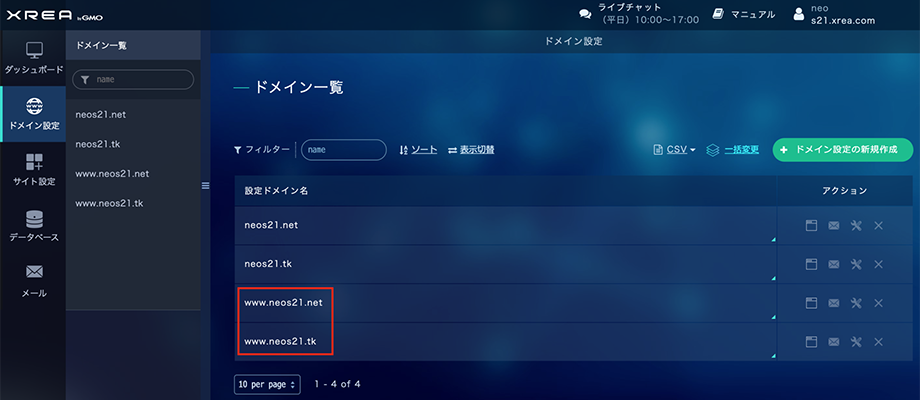 XREA by GMO
ライブチャット
(平日) 10:00〜17:00
マニュアル
neo
s21.xrea.com
ドメイン設定
ダッシュボード
ドメイン設定
サイト設定
データベース
メール
ドメイン一覧
name
neos21.net
neos21.tk
www.neos21.net
www.neos21.tk
ドメイン一覧
フィルター name ソート 表示切替 CSV 一括変更 + ドメイン設定の新規作成
設定ドメイン名 アクション
neos21.net
neos21.tk
www.neos21.net
www.neos21.tk
10 per page 1 - 4 of 4